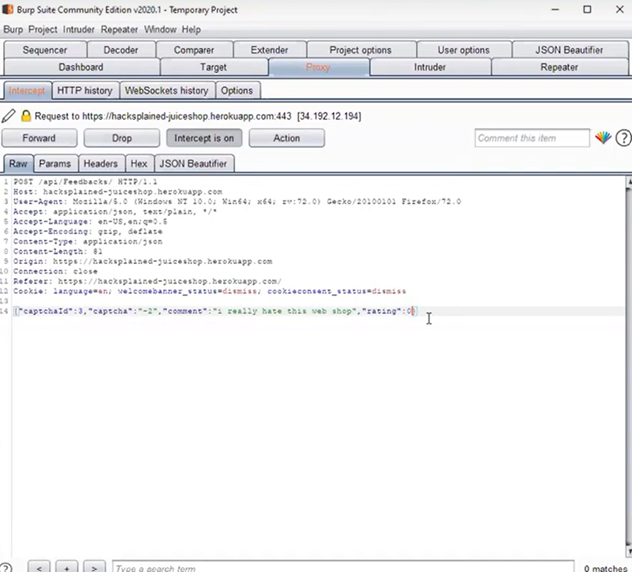 Burp Suite Community Edition v2020.1 - Temporary Project
Burp Project Intruder Repeater Window Help
Sequencer Decoder Comparer Extender Project options User options JSON Beautifier
Dashboard Target Proxy Intruder Repeater
Intercept HTTP history WebSockets history Options
Request to https://hacksplained-juiceshop.herokuapp.com:443 [34.192.12.194]
Forward Drop Intercept is on Action Comment this item ?
Raw Params Headers Hex JSON Beautifier
1 POST /api/Feedbacks/ HTTP/1.1
2 Host: hacksplained-juiceshop.herokuapp.com
3 User-Agent: Mozilla/5.0 (Windows NT 10.0; Win64; x64; rv:72.0) Gecko/20100101 Firefox/72.0
4 Accept: application/json, text/plain, */*
5 Accept-Language: en-US,en;q=0.5
6 Accept-Encoding: gzip, deflate
7 Content-Type: application/json
8 Content-Length: 81
9 Origin: https://hacksplained-juiceshop.herokuapp.com
10 Connection: close
11 Referer: https://hacksplained-juiceshop.herokuapp.com/
12 Cookie: language=en; welcomebanner_status=dismiss; cookieconsent_status=dismiss
13
14 {"captchaId":3,"captcha":"-2","comment":"i really hate this web shop","rating":0}
? < + > Type a search term 0 matches